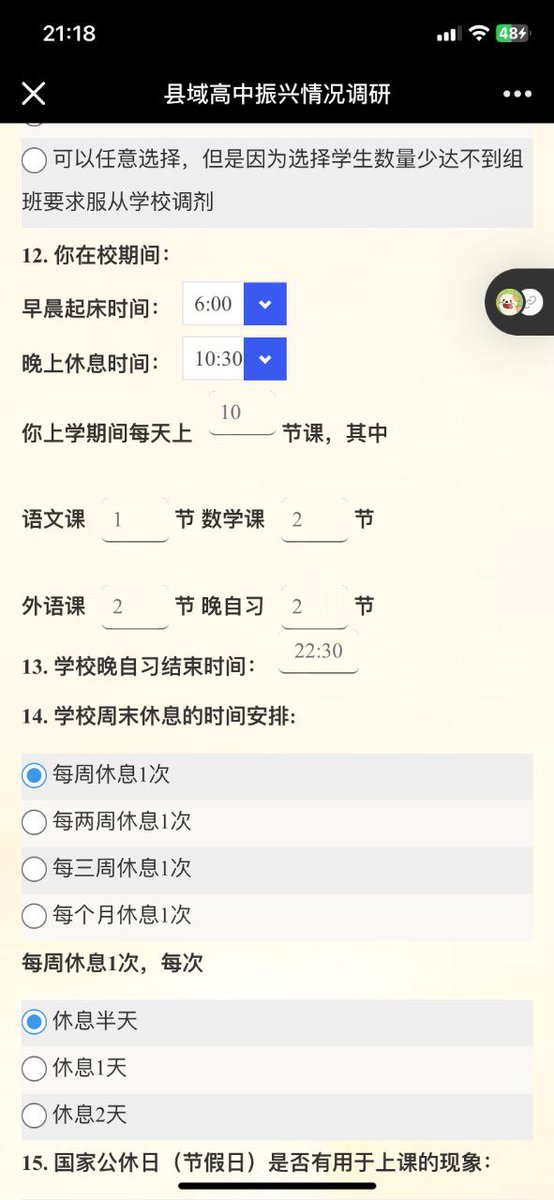 21:18
48
县域高中振兴情况调研
可以任意选择，但是因为选择学生数量少达不到组
班要求服从学校调剂
12. 你在校期间：
早晨起床时间： 6:00
晚上休息时间： 10:30
你上学期间每天上 10 节课，其中
语文课 1 节 数学课 2 节
外语课 2 节 晚自习 2 节
13. 学校晚自习结束时间： 22:30
14. 学校周末休息的时间安排:
每周休息1次
每两周休息1次
每三周休息1次
每个月休息1次
每周休息1次，每次
休息半天
休息1天
休息2天
15. 国家公休日（节假日）是否有用于上课的现象：